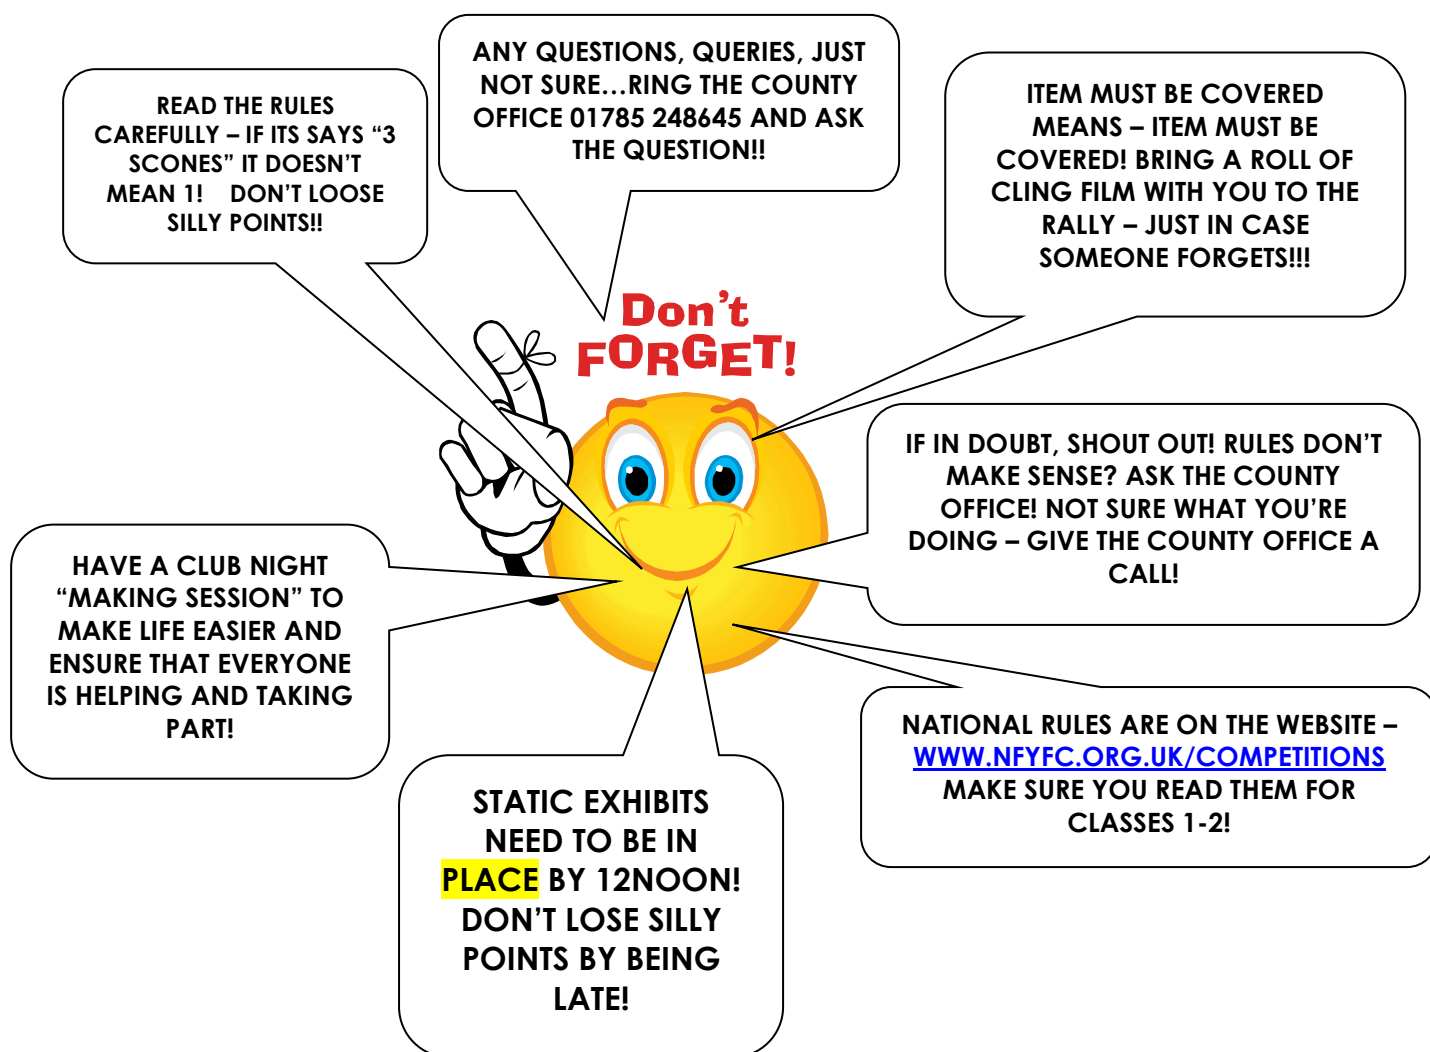 ANY QUESTIONS, QUERIES, JUST
NOT SURE…RING THE COUNTY
OFFICE 01785 248645 AND ASK
THE QUESTION!!
READ THE RULES
CAREFULLY – IF ITS SAYS “3
SCONES” IT DOESN’T
MEAN 1! DON’T LOOSE
SILLY POINTS!!
ITEM MUST BE COVERED
MEANS – ITEM MUST BE
COVERED! BRING A ROLL OF
CLING FILM WITH YOU TO THE
RALLY – JUST IN CASE
SOMEONE FORGETS!!!
Don’t
FORGET!
IF IN DOUBT, SHOUT OUT! RULES DON’T
MAKE SENSE? ASK THE COUNTY
OFFICE! NOT SURE WHAT YOU’RE
DOING – GIVE THE COUNTY OFFICE A
CALL!
HAVE A CLUB NIGHT
“MAKING SESSION” TO
MAKE LIFE EASIER AND
ENSURE THAT EVERYONE
IS HELPING AND TAKING
PART!
NATIONAL RULES ARE ON THE WEBSITE –
WWW.NFYFC.ORG.UK/COMPETITIONS
MAKE SURE YOU READ THEM FOR
CLASSES 1-2!
STATIC EXHIBITS
NEED TO BE IN
PLACE BY 12NOON!
DON’T LOSE SILLY
POINTS BY BEING
LATE!